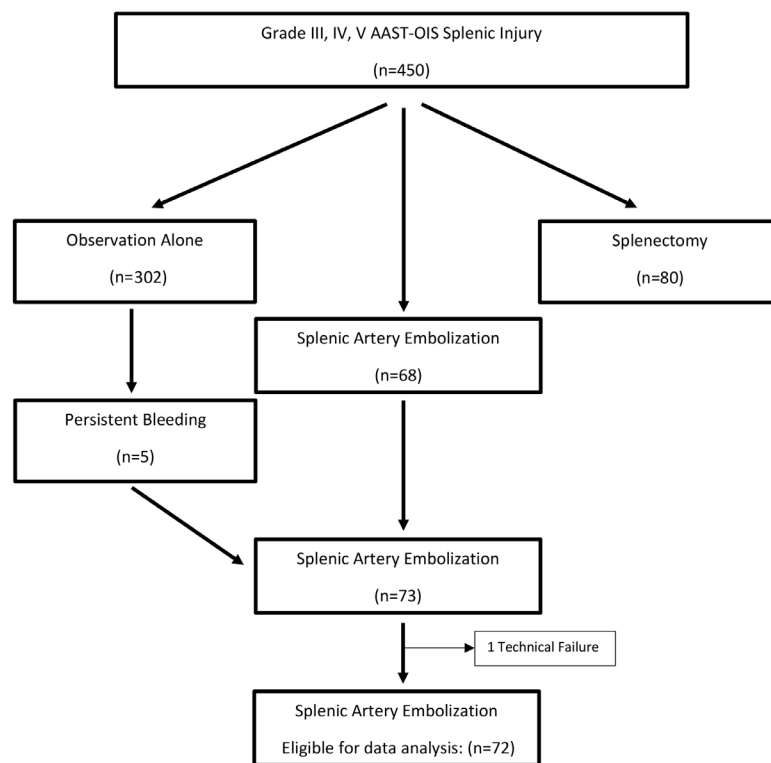 Grade III, IV, V AAST-OIS Splenic Injury
(n=450)
Observation Alone
(n=302)
Splenectomy
(n=80)
Splenic Artery Embolization
(n=68)
Persistent Bleeding
(n=5)
Splenic Artery Embolization
(n=73)
1 Technical Failure
Splenic Artery Embolization
Eligible for data analysis: (n=72)